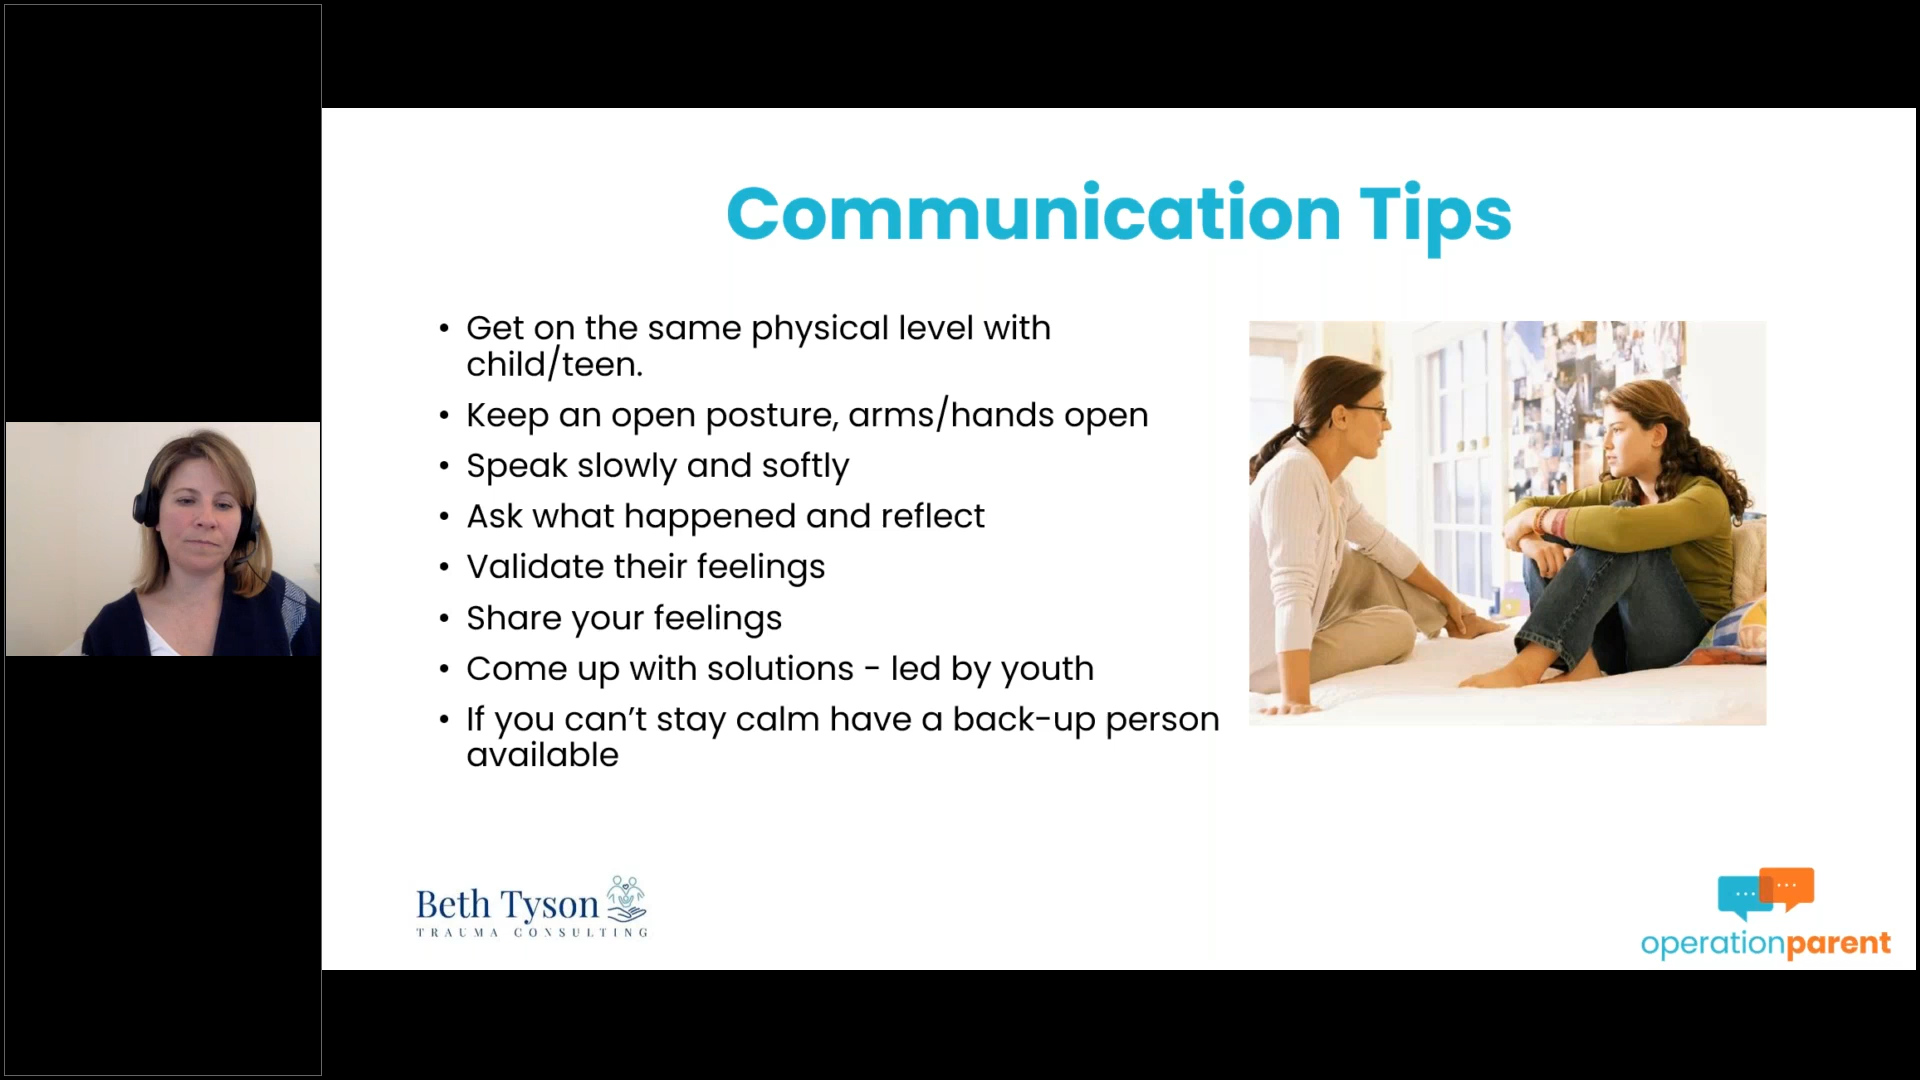 Communication Tips
• Get on the same physical level with
child/teen.
• Keep an open posture, arms/hands open
• Speak slowly and softly
• Ask what happened and reflect
• Validate their feelings
• Share your feelings
• Come up with solutions - led by youth
• If you can’t stay calm have a back-up person
available
Beth Tyson
TRAUMA CONSULTING
operationparent